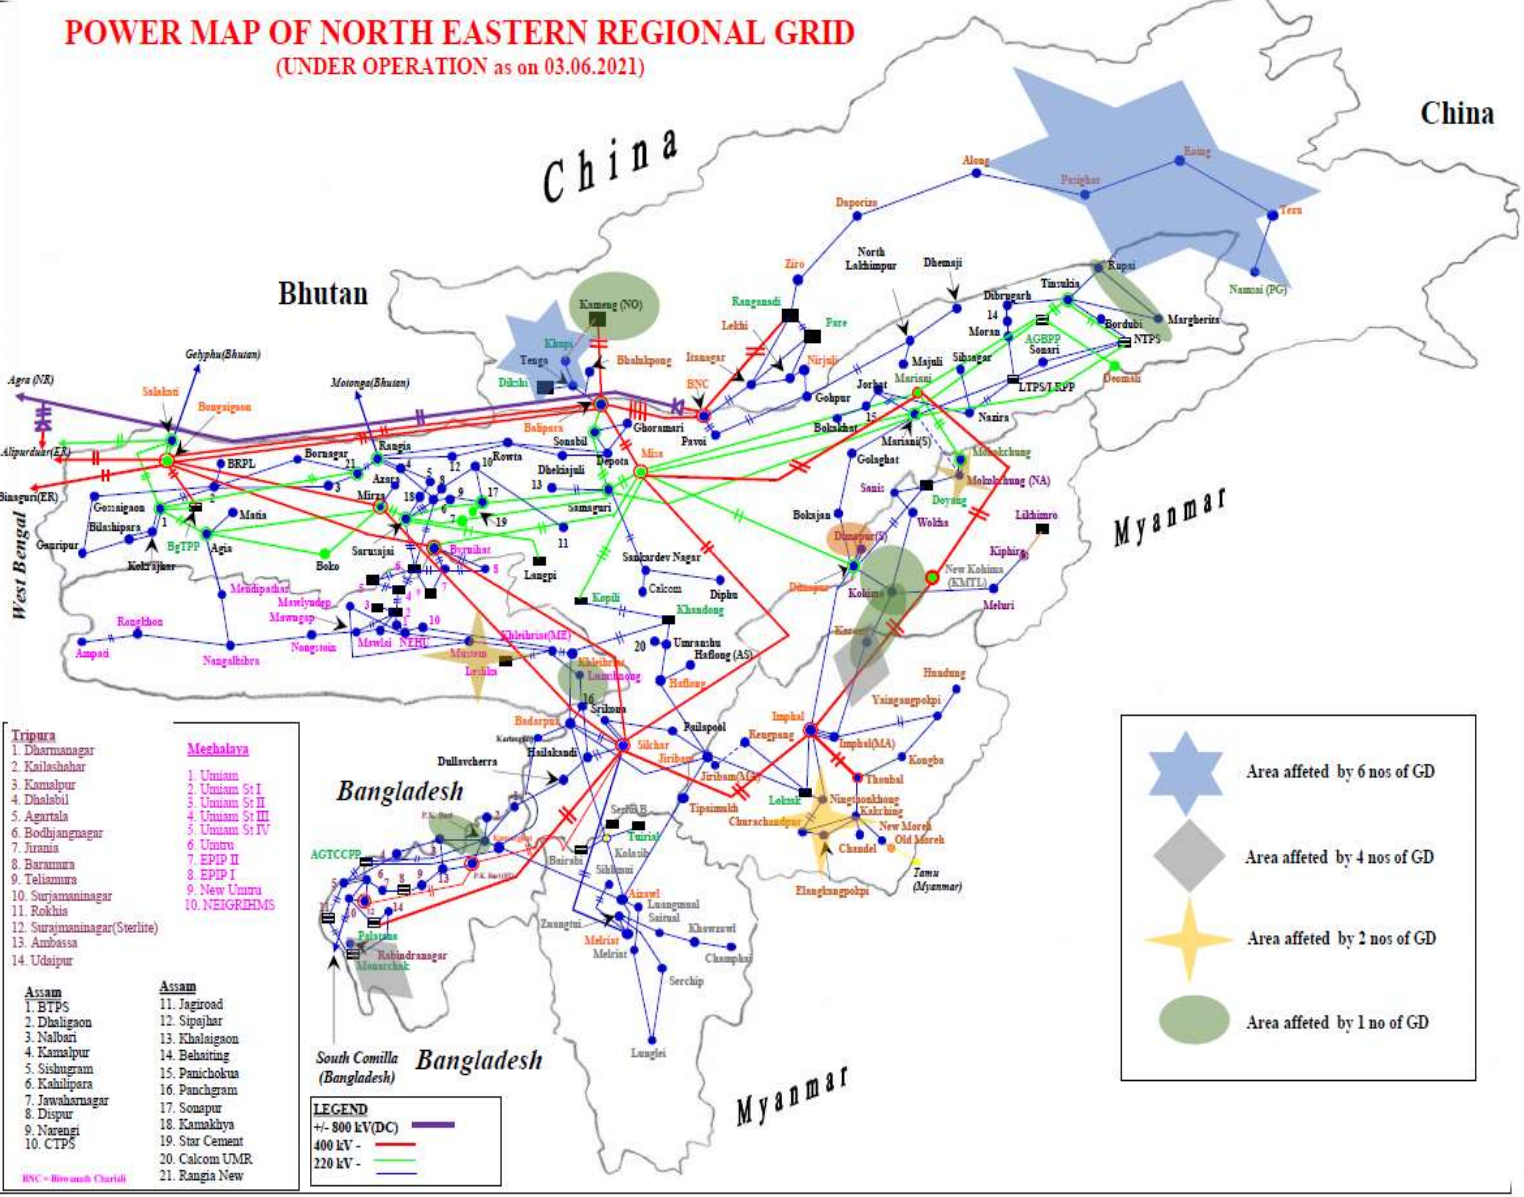 POWER MAP OF NORTH EASTERN REGIONAL GRID
(UNDER OPERATION as on 03.06.2021)
China
China
Bhutan
Along
Pasighat
Roing
Tezu
Namsai (PG)
Daporizo
Ziro
North
Lakhimpur
Dhemaji
Ranganadi
Pare
Lekhi
Nirjuli
Itanagar
BNC
Gohpur
Pavoi
Majuli
Kameng (NO)
Khupi
Tenga
Dikshi
Bhalukpong
Balipara
Ghoramari
Sonabil
Depota
Dhekiajuli
Rowta
Misa
Samaguri
Rupai
Tinsukia
Dibrugarh
14
Moran
AGBPP
Bordubi
Margherita
NTPS
Sonari
Deomali
LTPS/LRPP
Sibsagar
Nazira
Jorhat
Mariani
15
Bokakhat
Mariani(S)
Golaghat
Mokokchung
Mokokchung (NA)
Doyang
Sanis
Wokha
Bokajan
Dimapur(S)
Dimapur
Kohima
New Kohima
(KMTL)
Likhimro
Kiphire
Meluri
Karong
Myanmar
Gelyphu(Bhutan)
Motonga(Bhutan)
Agra (NR)
Alipurduar(ER)
Binaguri(ER)
West Bengal
Salakati
Bongaigaon
BRPL
Bornagar
21
Rangia
Azara
Mirza
Gossaigaon
Bilashipara
Gauripur
Kokrajhar
BgTPP
Agia
Matia
Boko
Sarusajai
Byrnihat
Langpi
Kopili
Khandong
Sankardev Nagar
Calcom
Diphu
Umranshu
20
Haflong (AS)
Haflong
Mendipathar
Mawlyndep
Mawngap
Rongkhon
Ampati
Nangalbibra
Nongstoin
Mawlai
NEHU
Mustem
Leshka
Khleihriat(ME)
Khleihriat
Lumshnong
16
Srikona
Badarpur
Hailakandi
Dullavcherra
Silchar
Pailapool
Jiribam
Jiribam(MA)
Rengpang
Tipaimukh
Loktak
Imphal
Imphal(MA)
Yaingangpokpi
Hundung
Kongba
Thoubal
Ningthoukhong
Kakching
Churachandpur
New Moreh
Old Moreh
Chandel
Elangkangpokpi
Tamu
(Myanmar)
Bangladesh
P.K. Bari
AGTCCPP
Palatana
Rabindranagar
Monarchak
South Comilla
(Bangladesh)
Bangladesh
Tuirial
Bairabi
Kolasib
Sihhmui
Aizawl
Luangmual
Saitual
Zuangtui
Melriat
Melriat
Khawzawl
Champhai
Serchip
Lunglei
Myanmar
Tripura
1. Dharmanagar
2. Kailashahar
3. Kamalpur
4. Dhalabil
5. Agartala
6. Bodhjangnagar
7. Jirania
8. Baramura
9. Teliamura
10. Surjamaninagar
11. Rokhia
12. Surajmaninagar(Sterlite)
13. Ambassa
14. Udaipur
Meghalaya
1. Umiam
2. Umiam St I
3. Umiam St II
4. Umiam St III
5. Umiam St IV
6. Umtru
7. EPIP II
8. EPIP I
9. New Umtru
10. NEIGRIHMS
Assam
1. BTPS
2. Dhaligaon
3. Nalbari
4. Kamalpur
5. Sishugram
6. Kahilipara
7. Jawaharnagar
8. Dispur
9. Narengi
10. CTPS
Assam
11. Jagiroad
12. Sipajhar
13. Khalaigaon
14. Behaiting
15. Panichokua
16. Panchgram
17. Sonapur
18. Kamakhya
19. Star Cement
20. Calcom UMR
21. Rangia New
BNC = Biswanath Chariali
LEGEND
+/- 800 kV(DC)
400 kV -
220 kV -
Area affeted by 6 nos of GD
Area affeted by 4 nos of GD
Area affeted by 2 nos of GD
Area affeted by 1 no of GD